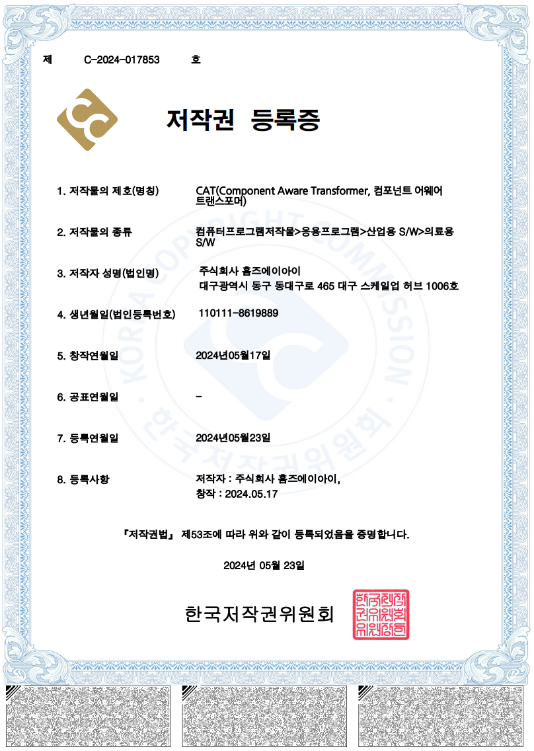 제 C-2024-017853 호
저작권 등록증
1. 저작물의 제호(명칭) CAT(Component Aware Transformer, 컴포넌트 어웨어
트랜스포머)
2. 저작물의 종류 컴퓨터프로그램저작물>응용프로그램>산업용 S/W>의료용
S/W
3. 저작자 성명(법인명) 주식회사 홈즈에이아이
대구광역시 동구 동대구로 465 대구 스케일업 허브 1006호
4. 생년월일(법인등록번호) 110111-8619889
5. 창작연월일 2024년05월17일
6. 공표연월일 -
7. 등록연월일 2024년05월23일
8. 등록사항 저작자 : 주식회사 홈즈에이아이,
창작 : 2024.05.17
『저작권법』 제53조에 따라 위와 같이 등록되었음을 증명합니다.
2024년 05월 23일
한국저작권위원회
KOREA COPYRIGHT COMMISSION
한국저작권위원회